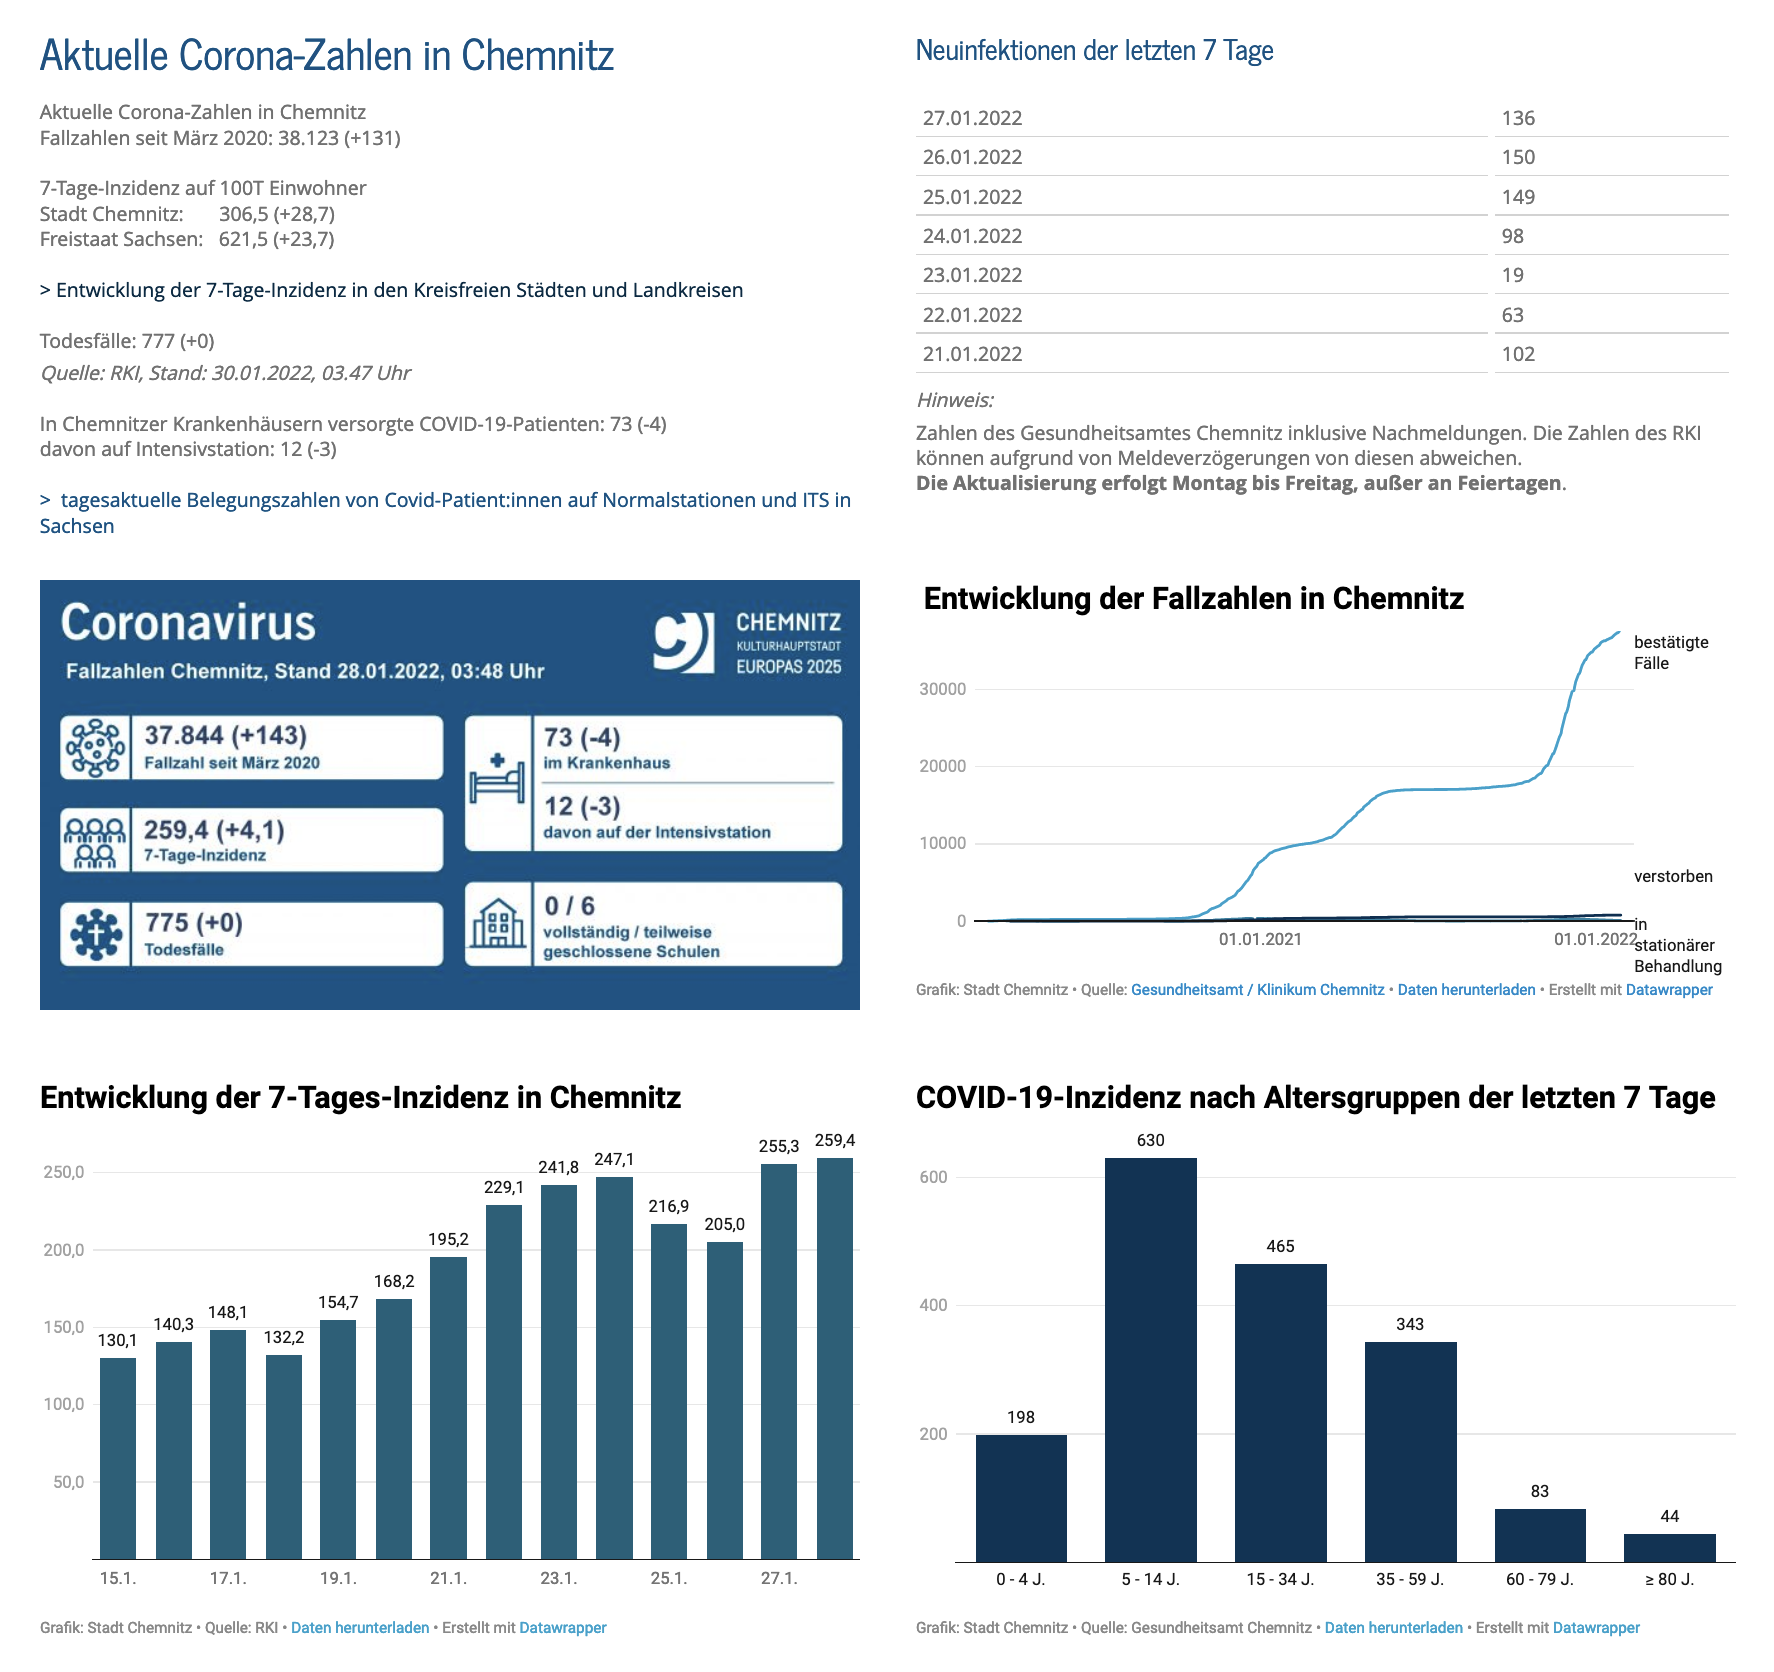 Aktuelle Corona-Zahlen in Chemnitz
Aktuelle Corona-Zahlen in Chemnitz
Fallzahlen seit März 2020: 38.123 (+131)
7-Tage-Inzidenz auf 100T Einwohner
Stadt Chemnitz: 306,5 (+28,7)
Freistaat Sachsen: 621,5 (+23,7)
> Entwicklung der 7-Tage-Inzidenz in den Kreisfreien Städten und Landkreisen
Todesfälle: 777 (+0)
Quelle: RKI, Stand: 30.01.2022, 03.47 Uhr
In Chemnitzer Krankenhäusern versorgte COVID-19-Patienten: 73 (-4)
davon auf Intensivstation: 12 (-3)
> tagesaktuelle Belegungszahlen von Covid-Patient:innen auf Normalstationen und ITS in
Sachsen
Neuinfektionen der letzten 7 Tage
27.01.2022 136
26.01.2022 150
25.01.2022 149
24.01.2022 98
23.01.2022 19
22.01.2022 63
21.01.2022 102
Hinweis:
Zahlen des Gesundheitsamtes Chemnitz inklusive Nachmeldungen. Die Zahlen des RKI
können aufgrund von Meldeverzögerungen von diesen abweichen.
Die Aktualisierung erfolgt Montag bis Freitag, außer an Feiertagen.
Coronavirus
Fallzahlen Chemnitz, Stand 28.01.2022, 03:48 Uhr
CHEMNITZ
KULTURHAUPTSTADT
EUROPAS 2025
37.844 (+143)
Fallzahl seit März 2020
259,4 (+4,1)
7-Tage-Inzidenz
775 (+0)
Todesfälle
73 (-4)
im Krankenhaus
12 (-3)
davon auf der Intensivstation
0 / 6
vollständig / teilweise
geschlossene Schulen
Entwicklung der Fallzahlen in Chemnitz
bestätigte
Fälle
30000
20000
10000
verstorben
0
in
stationärer
Behandlung
01.01.2021 01.01.2022
Grafik: Stadt Chemnitz • Quelle: Gesundheitsamt / Klinikum Chemnitz • Daten herunterladen • Erstellt mit Datawrapper
Entwicklung der 7-Tages-Inzidenz in Chemnitz
250,0
200,0
150,0
100,0
50,0
130,1 140,3 148,1 132,2 154,7 168,2 195,2 229,1 241,8 247,1 216,9 205,0 255,3 259,4
15.1. 17.1. 19.1. 21.1. 23.1. 25.1. 27.1.
Grafik: Stadt Chemnitz • Quelle: RKI • Daten herunterladen • Erstellt mit Datawrapper
COVID-19-Inzidenz nach Altersgruppen der letzten 7 Tage
600
400
200
198 630 465 343 83 44
0 - 4 J. 5 - 14 J. 15 - 34 J. 35 - 59 J. 60 - 79 J. ≥ 80 J.
Grafik: Stadt Chemnitz • Quelle: Gesundheitsamt Chemnitz • Daten herunterladen • Erstellt mit Datawrapper